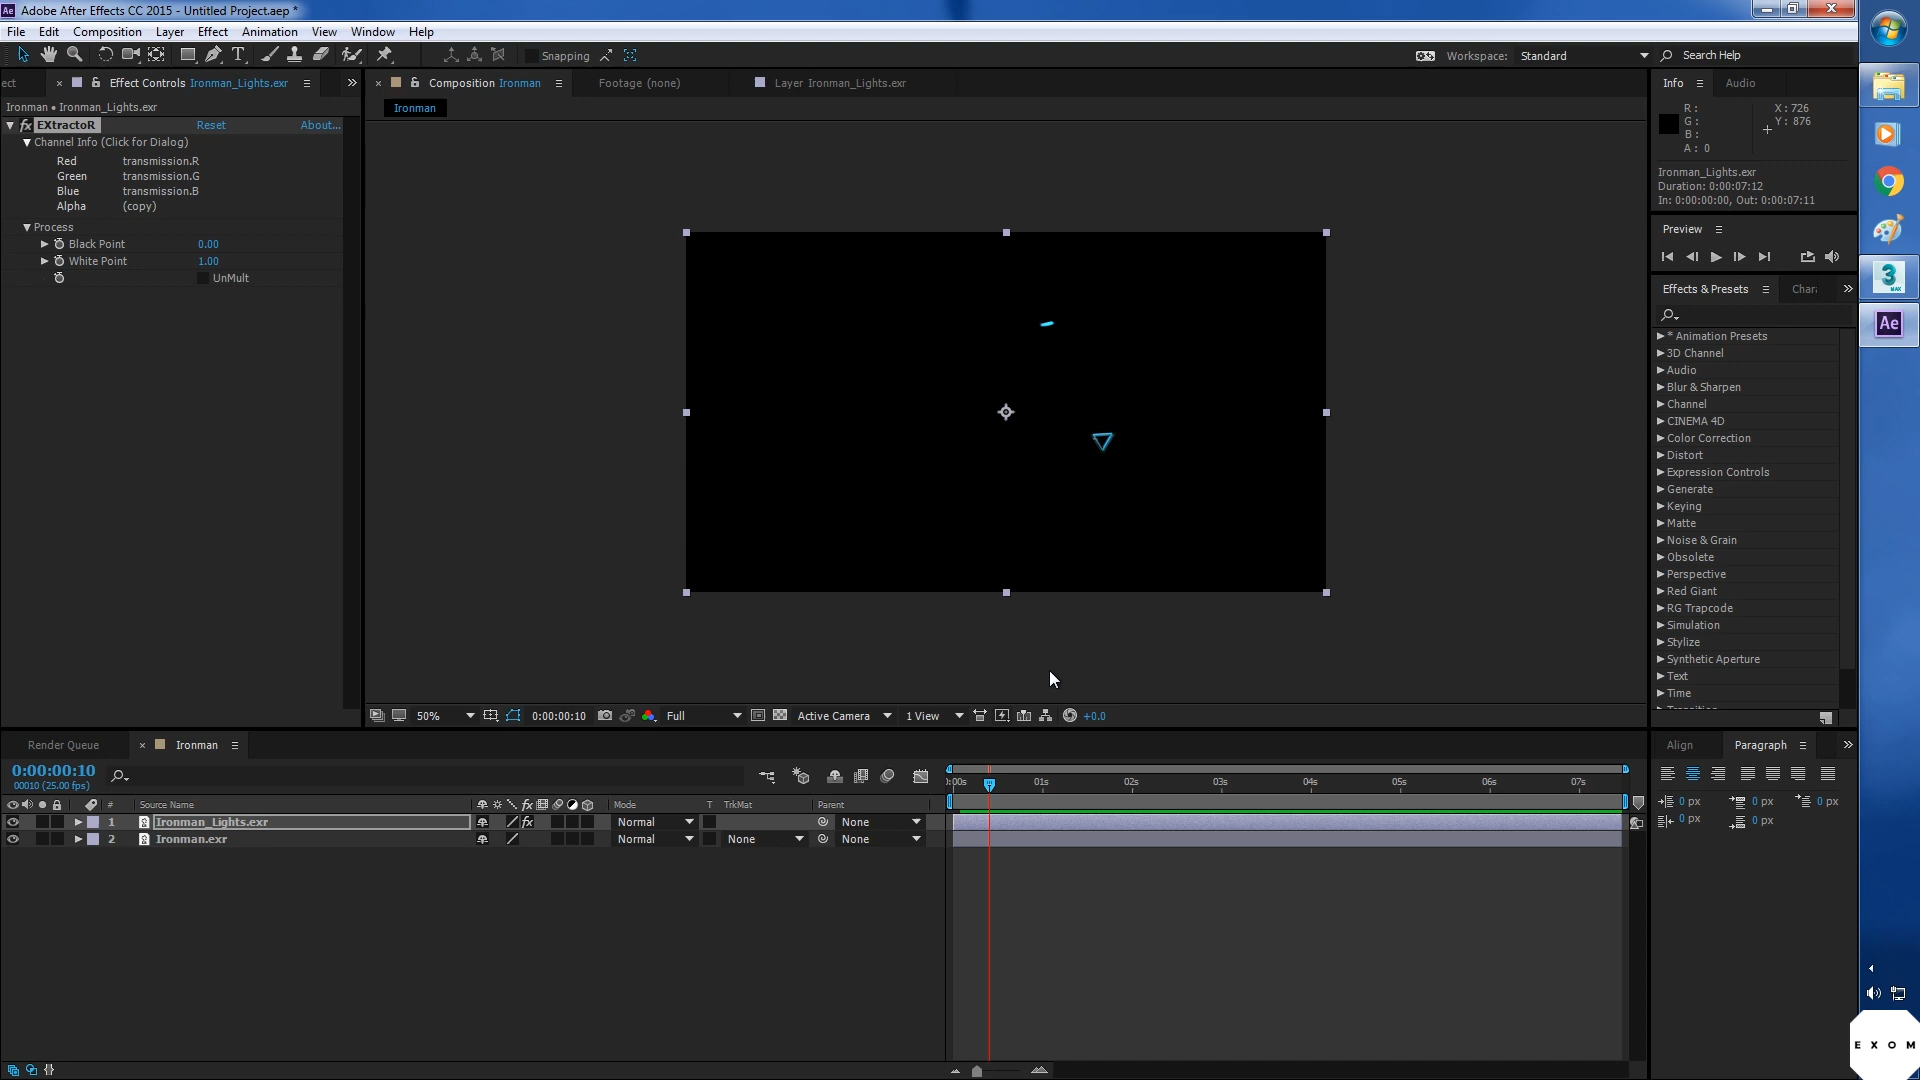 Adobe After Effects CC 2015 - Untitled Project.aep *
File Edit Composition Layer Effect Animation View Window Help
Snapping
Workspace: Standard
Search Help
ect
Effect Controls Ironman_Lights.exr
Composition Ironman
Footage (none)
Layer Ironman_Lights.exr
Info
Audio
Ironman • Ironman_Lights.exr
Ironman
fx EXtractoR Reset About...
Channel Info (Click for Dialog)
Red transmission.R
Green transmission.G
Blue transmission.B
Alpha (copy)
Process
Black Point 0.00
White Point 1.00
UnMult
R :
G :
B :
A : 0
X : 726
Y : 876
Ironman_Lights.exr
Duration: 0:00:07:12
In: 0:00:00:00, Out: 0:00:07:11
Preview
Effects & Presets
* Animation Presets
3D Channel
Audio
Blur & Sharpen
Channel
CINEMA 4D
Color Correction
Distort
Expression Controls
Generate
Keying
Matte
Noise & Grain
Obsolete
Perspective
Red Giant
RG Trapcode
Simulation
Stylize
Synthetic Aperture
Text
Time
3
MAX
Ae
50% 0:00:00:10 Full Active Camera 1 View +0.0
Render Queue
Ironman
0:00:00:10
00010 (25.00 fps)
# Source Name Mode T TrkMat Parent
1 Ironman_Lights.exr fx Normal None
2 Ironman.exr Normal None None
:00s 01s 02s 03s 04s 05s 06s 07s
Align
Paragraph
0 px 0 px 0 px
0 px 0 px
EXOM